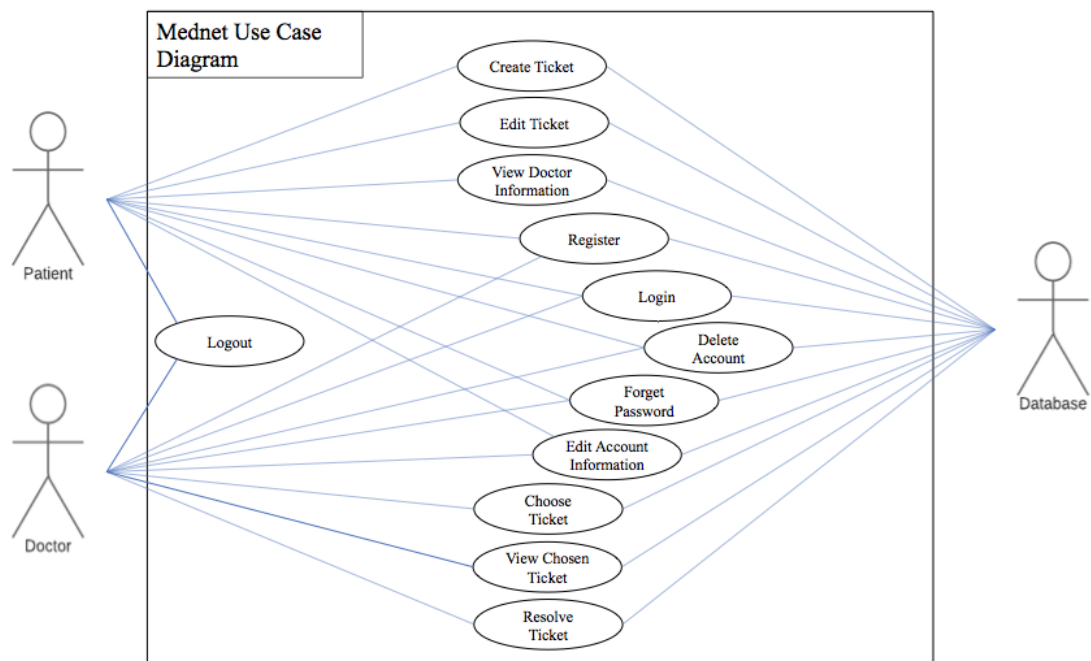 Mednet Use Case
Diagram
Create Ticket
Edit Ticket
View Doctor
Information
Register
Patient
Login
Logout
Delete
Account
Forget
Password
Database
Edit Account
Information
Choose
Ticket
Doctor
View Chosen
Ticket
Resolve
Ticket